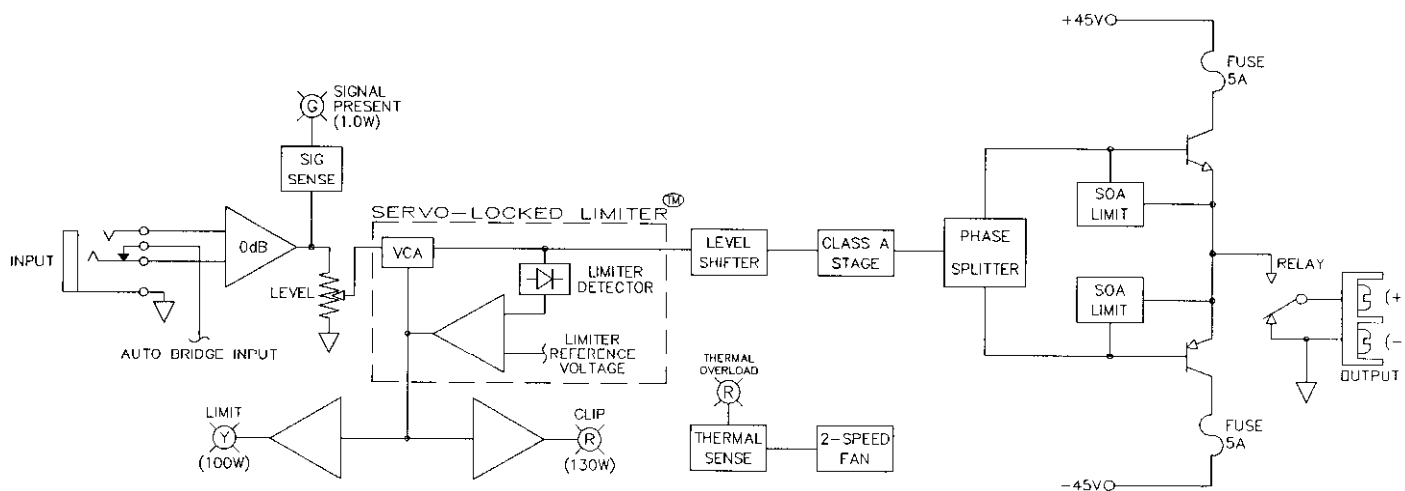 +45V
FUSE
5A
SIGNAL
PRESENT
(1.0W)
G
SIG
SENSE
SERVO-LOCKED LIMITER TM
INPUT
0dB
LEVEL
VCA
LIMITER
DETECTOR
LIMITER
REFERENCE
VOLTAGE
AUTO BRIDGE INPUT
LEVEL
SHIFTER
CLASS A
STAGE
PHASE
SPLITTER
SOA
LIMIT
SOA
LIMIT
RELAY
(+
(-
OUTPUT
THERMAL
OVERLOAD
R
THERMAL
SENSE
2-SPEED
FAN
LIMIT
Y
(100W)
CLIP
R
(130W)
FUSE
5A
-45V